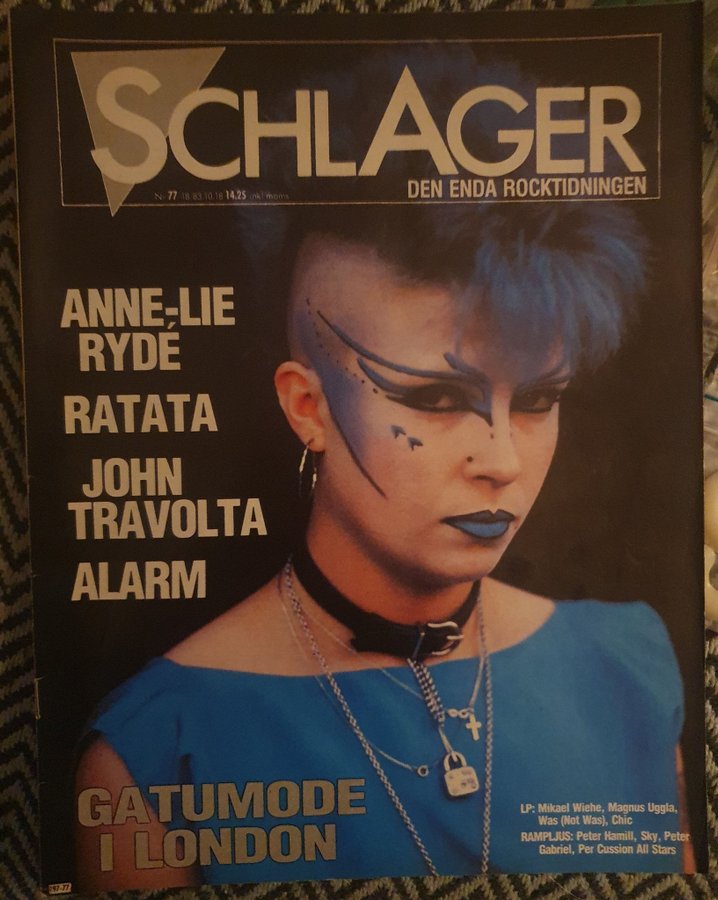 SCHLAGER
DEN ENDA ROCKTIDNINGEN
Nr 77 18.83.10.18 14.25 inkl moms
ANNE-LIE
RYDÉ
RATATA
JOHN
TRAVOLTA
ALARM
GATUMODE
I LONDON
LP: Mikael Wiehe, Magnus Uggla,
Was (Not Was), Chic
RAMPLJUS: Peter Hamill, Sky, Peter
Gabriel, Per Cussion All Stars
297-77